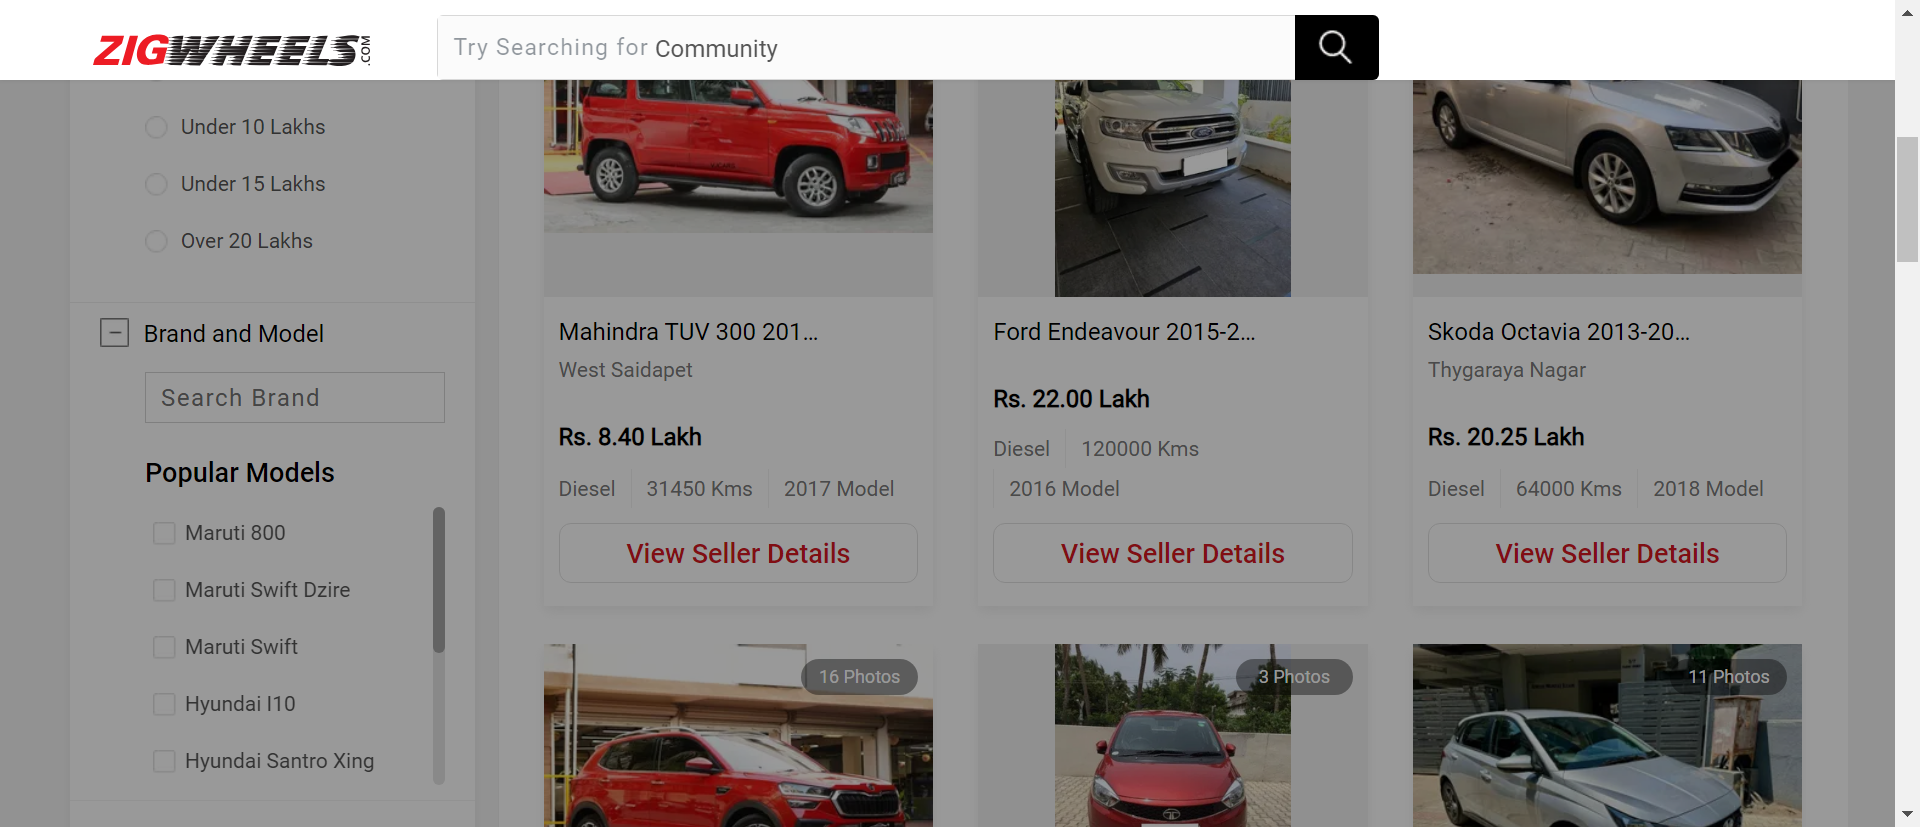 ZIGWHEELS.COM
Try Searching for Community
Under 10 Lakhs
Under 15 Lakhs
Over 20 Lakhs
Brand and Model
Search Brand
Popular Models
Maruti 800
Maruti Swift Dzire
Maruti Swift
Hyundai I10
Hyundai Santro Xing
Mahindra TUV 300 201...
West Saidapet
Rs. 8.40 Lakh
Diesel
31450 Kms
2017 Model
View Seller Details
Ford Endeavour 2015-2...
Rs. 22.00 Lakh
Diesel
120000 Kms
2016 Model
View Seller Details
Skoda Octavia 2013-20...
Thygaraya Nagar
Rs. 20.25 Lakh
Diesel
64000 Kms
2018 Model
View Seller Details
16 Photos
3 Photos
11 Photos